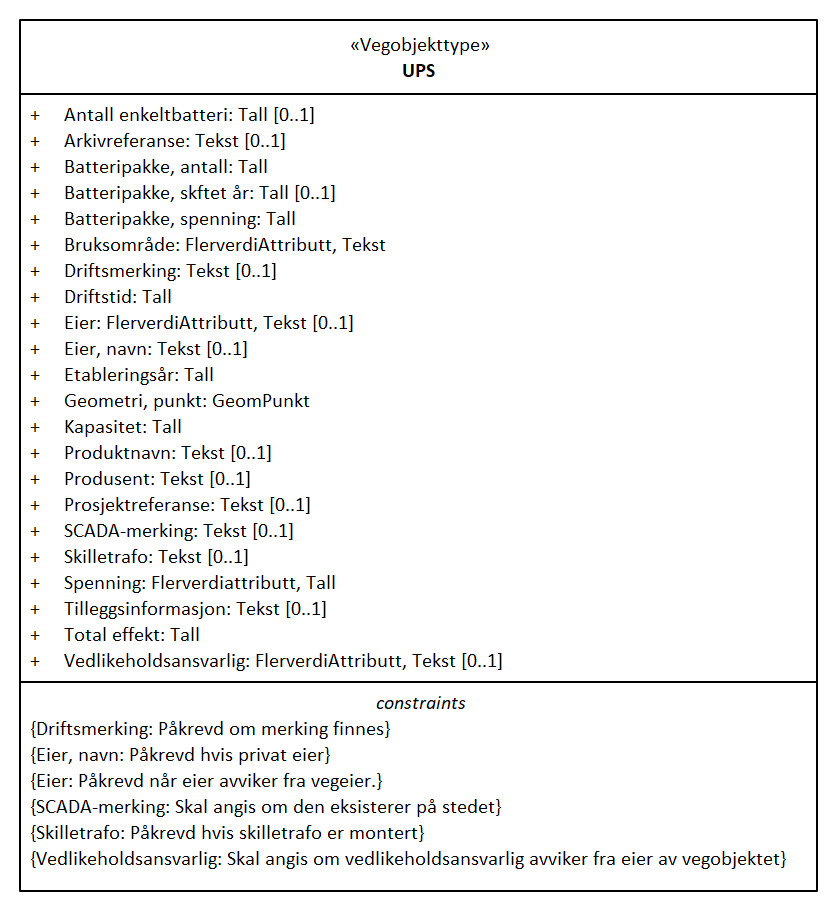 «Vegobjekttype»
UPS
+ Antall enkeltbatteri: Tall [0..1]
+ Arkivreferanse: Tekst [0..1]
+ Batteripakke, antall: Tall
+ Batteripakke, skftet år: Tall [0..1]
+ Batteripakke, spenning: Tall
+ Bruksområde: FlerverdiAttributt, Tekst
+ Driftsmerking: Tekst [0..1]
+ Driftstid: Tall
+ Eier: FlerverdiAttributt, Tekst [0..1]
+ Eier, navn: Tekst [0..1]
+ Etableringsår: Tall
+ Geometri, punkt: GeomPunkt
+ Kapasitet: Tall
+ Produktnavn: Tekst [0..1]
+ Produsent: Tekst [0..1]
+ Prosjektreferanse: Tekst [0..1]
+ SCADA-merking: Tekst [0..1]
+ Skilletrafo: Tekst [0..1]
+ Spenning: Flerverdiattributt, Tall
+ Tilleggsinformasjon: Tekst [0..1]
+ Total effekt: Tall
+ Vedlikeholdsansvarlig: FlerverdiAttributt, Tekst [0..1]
constraints
{Driftsmerking: Påkrevd om merking finnes}
{Eier, navn: Påkrevd hvis privat eier}
{Eier: Påkrevd når eier avviker fra vegeier.}
{SCADA-merking: Skal angis om den eksisterer på stedet}
{Skilletrafo: Påkrevd hvis skilletrafo er montert}
{Vedlikeholdsansvarlig: Skal angis om vedlikeholdsansvarlig avviker fra eier av vegobjektet}